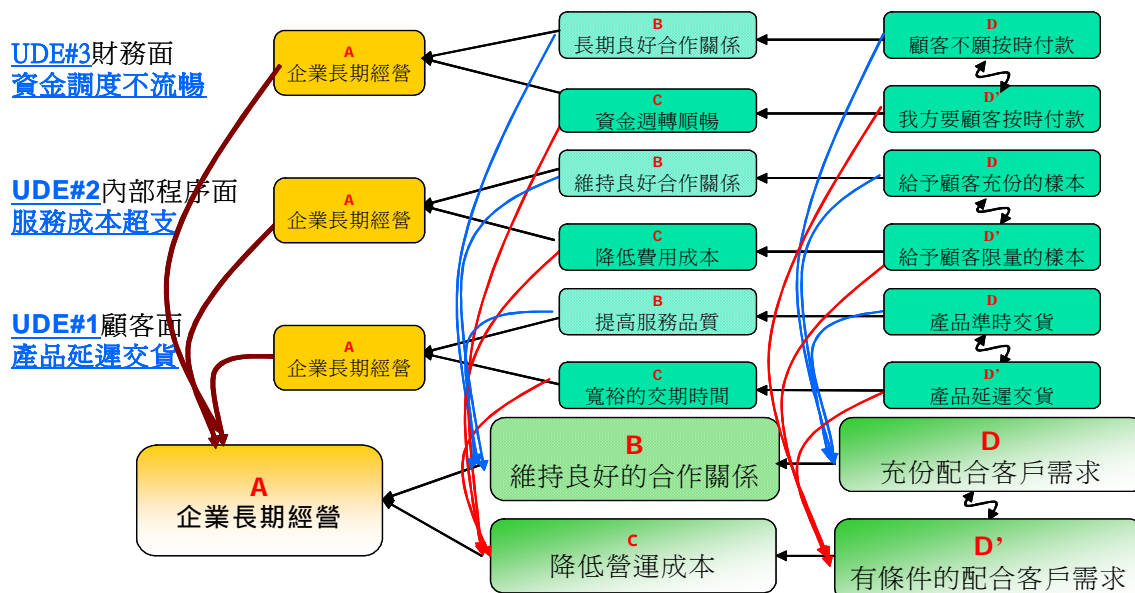 UDE#3財務面
資金調度不流暢
A
企業長期經營
B
長期良好合作關係
D
顧客不願按時付款
C
資金週轉順暢
D’
我方要顧客按時付款
UDE#2內部程序面
服務成本超支
A
企業長期經營
B
維持良好合作關係
D
給予顧客充份的樣本
C
降低費用成本
D’
給予顧客限量的樣本
UDE#1顧客面
產品延遲交貨
A
企業長期經營
B
提高服務品質
D
產品準時交貨
C
寬裕的交期時間
D’
產品延遲交貨
A
企業長期經營
B
維持良好的合作關係
D
充份配合客戶需求
C
降低營運成本
D’
有條件的配合客戶需求